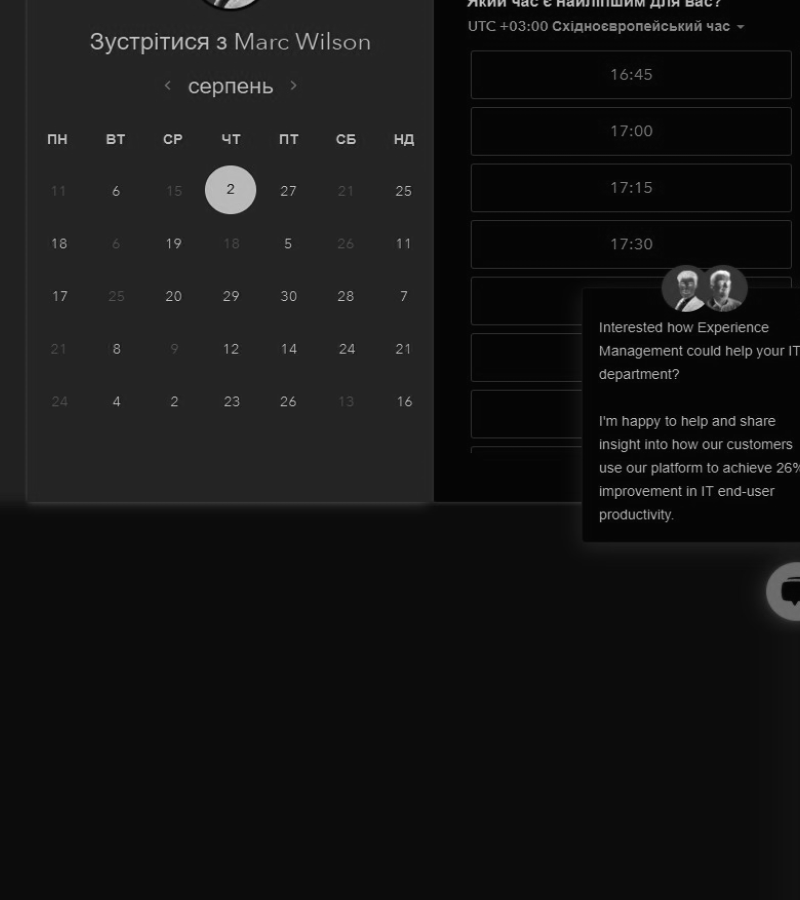 Зустрітися з Marc Wilson
серпень
ПН ВТ СР ЧТ ПТ СБ НД
11 6 15 2 27 21 25
18 6 19 18 5 26 11
17 25 20 29 30 28 7
21 8 9 12 14 24 21
24 4 2 23 26 13 16
Який час є найліпшим для вас?
UTC +03:00 Східноєвропейський час
16:45
17:00
17:15
17:30
Interested how Experience
Management could help your IT
department?
I'm happy to help and share
insight into how our customers
use our platform to achieve 26%
improvement in IT end-user
productivity.